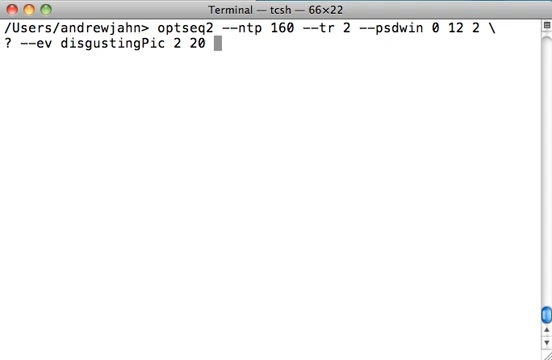 Terminal — tcsh — 66×22
/Users/andrewjahn> optseq2 --ntp 160 --tr 2 --psdwin 0 12 2 \
? --ev disgustingPic 2 20